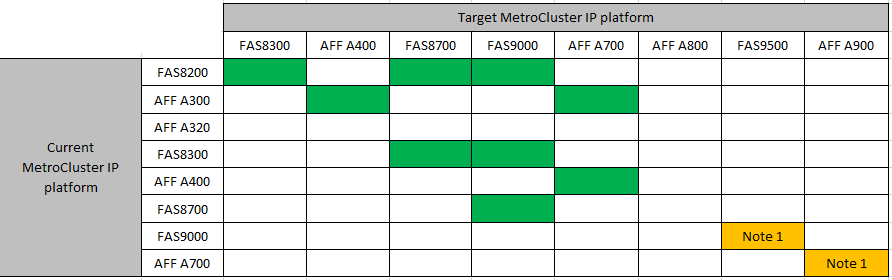 Target MetroCluster IP platform
FAS8300 AFF A400 FAS8700 FAS9000 AFF A700 AFF A800 FAS9500 AFF A900
Current
MetroCluster IP
platform
FAS8200
AFF A300
AFF A320
FAS8300
AFF A400
FAS8700
FAS9000 Note 1
AFF A700 Note 1